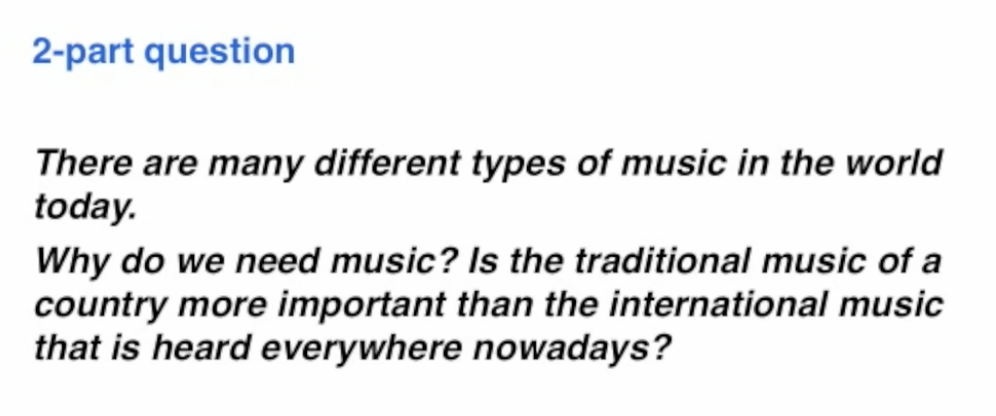 2-part question
There are many different types of music in the world
today.
Why do we need music? Is the traditional music of a
country more important than the international music
that is heard everywhere nowadays?